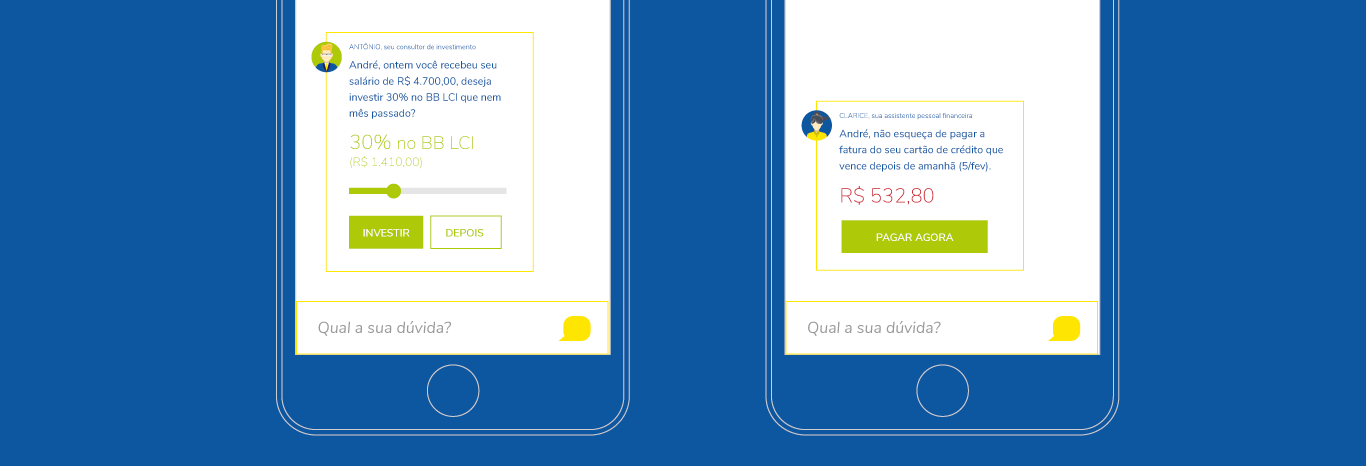 ANTÔNIO, seu consultor de investimento
André, ontem você recebeu seu
salário de R$ 4.700,00, deseja
investir 30% no BB LCI que nem
mês passado?
30% no BB LCI
(R$ 1.410,00)
INVESTIR
DEPOIS
Qual a sua dúvida?
CLARICE, sua assistente pessoal financeira
André, não esqueça de pagar a
fatura do seu cartão de crédito que
vence depois de amanhã (5/fev).
R$ 532,80
PAGAR AGORA
Qual a sua dúvida?